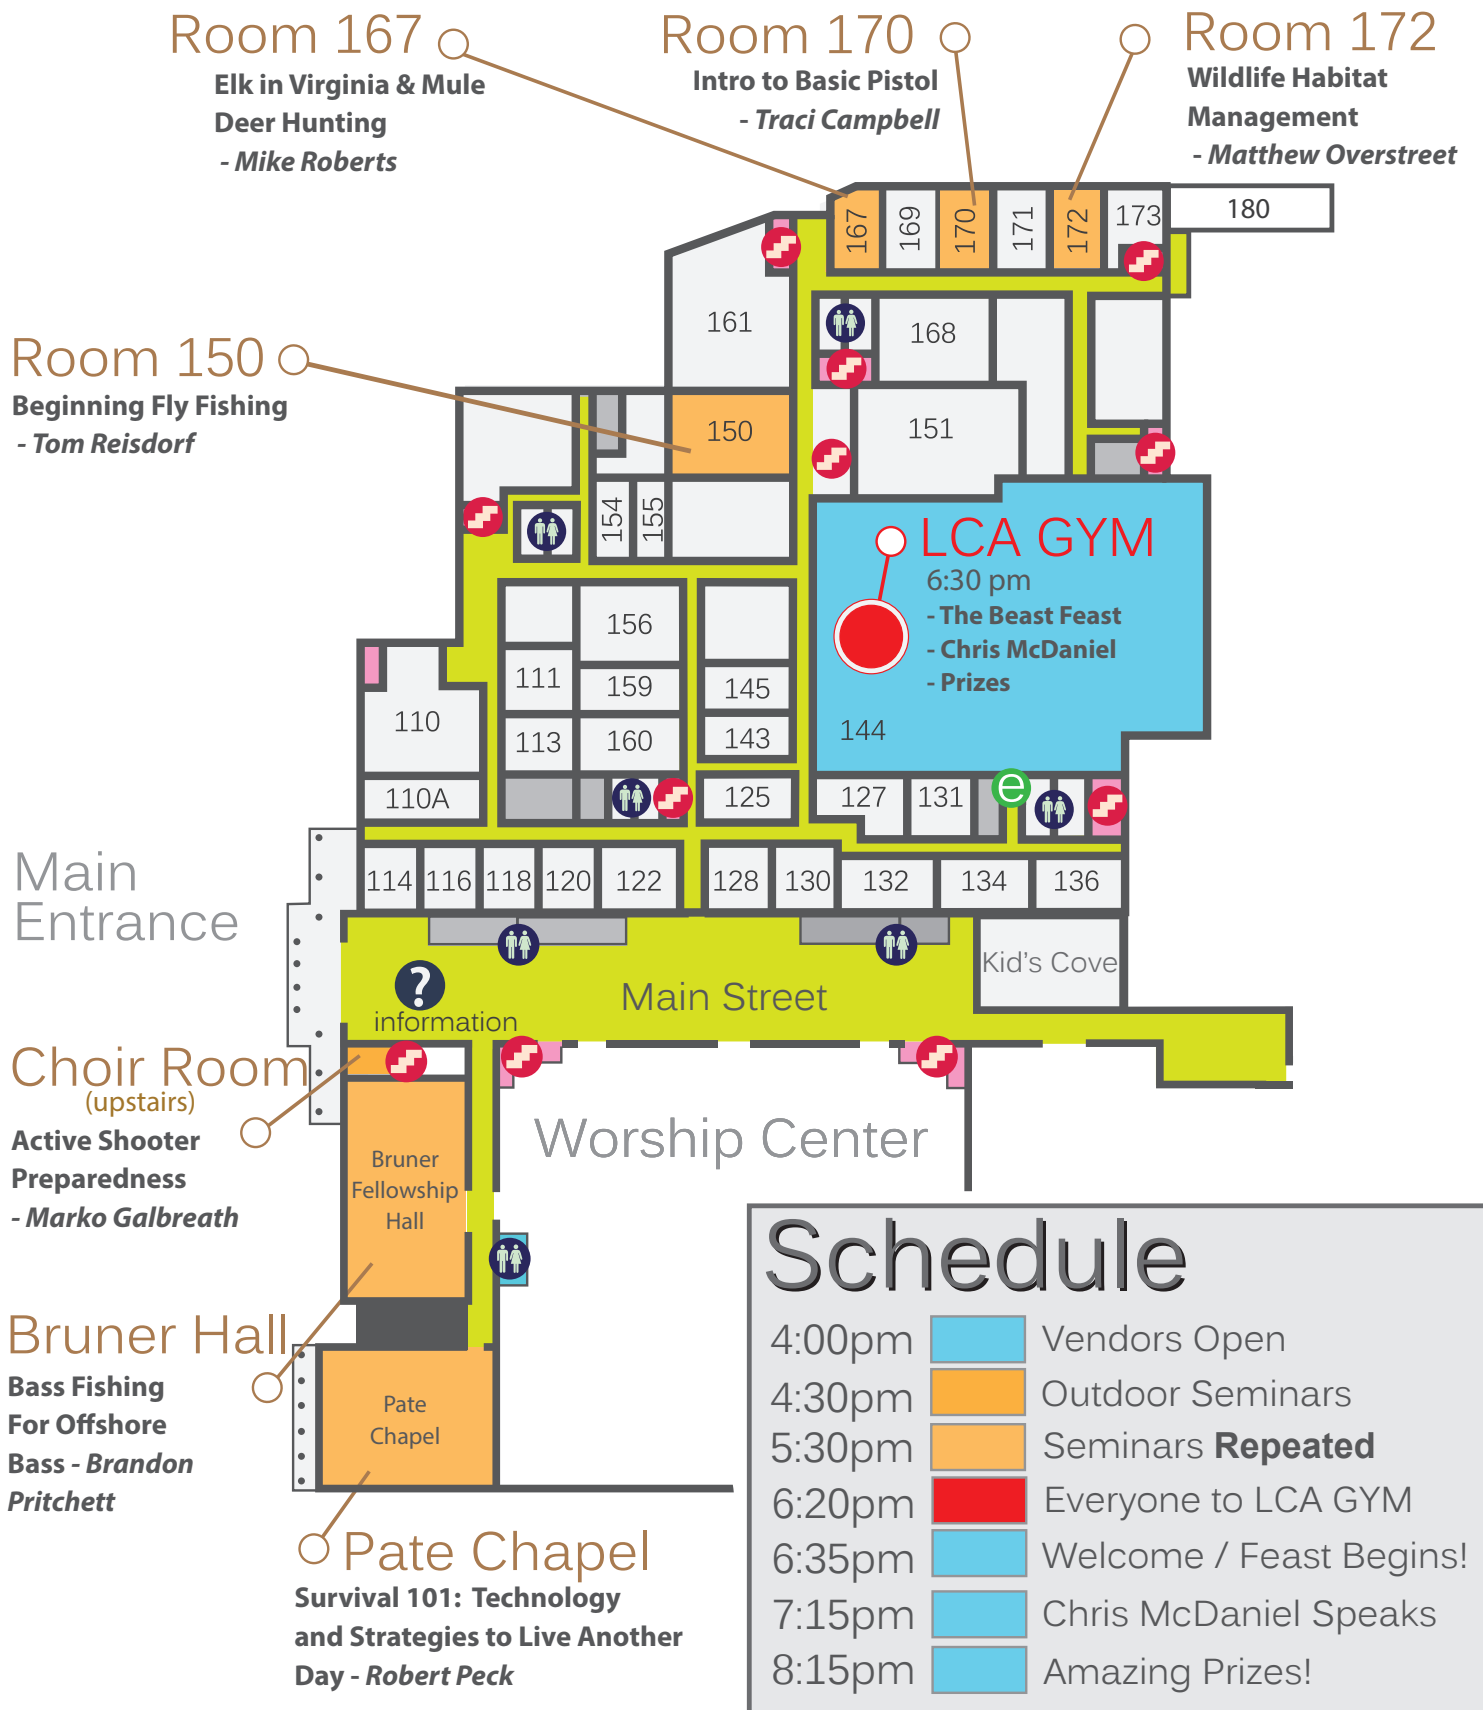 Room 167
Elk in Virginia & Mule
Deer Hunting
- Mike Roberts
Room 170
Intro to Basic Pistol
- Traci Campbell
Room 172
Wildlife Habitat
Management
- Matthew Overstreet
167
169
170
171
172
173
180
161
168
Room 150
Beginning Fly Fishing
- Tom Reisdorf
150
151
154
155
LCA GYM
6:30 pm
- The Beast Feast
- Chris McDaniel
- Prizes
144
156
111
159
145
110
113
160
143
110A
125
127
131
e
114
116
118
120
122
128
130
132
134
136
Main
Entrance
Kid's Cove
?
information
Main Street
Choir Room
(upstairs)
Active Shooter
Preparedness
- Marko Galbreath
Worship Center
Bruner
Fellowship
Hall
Bruner Hall
Bass Fishing
For Offshore
Bass - Brandon
Pritchett
Pate
Chapel
Pate Chapel
Survival 101: Technology
and Strategies to Live Another
Day - Robert Peck
Schedule
4:00pm Vendors Open
4:30pm Outdoor Seminars
5:30pm Seminars Repeated
6:20pm Everyone to LCA GYM
6:35pm Welcome / Feast Begins!
7:15pm Chris McDaniel Speaks
8:15pm Amazing Prizes!